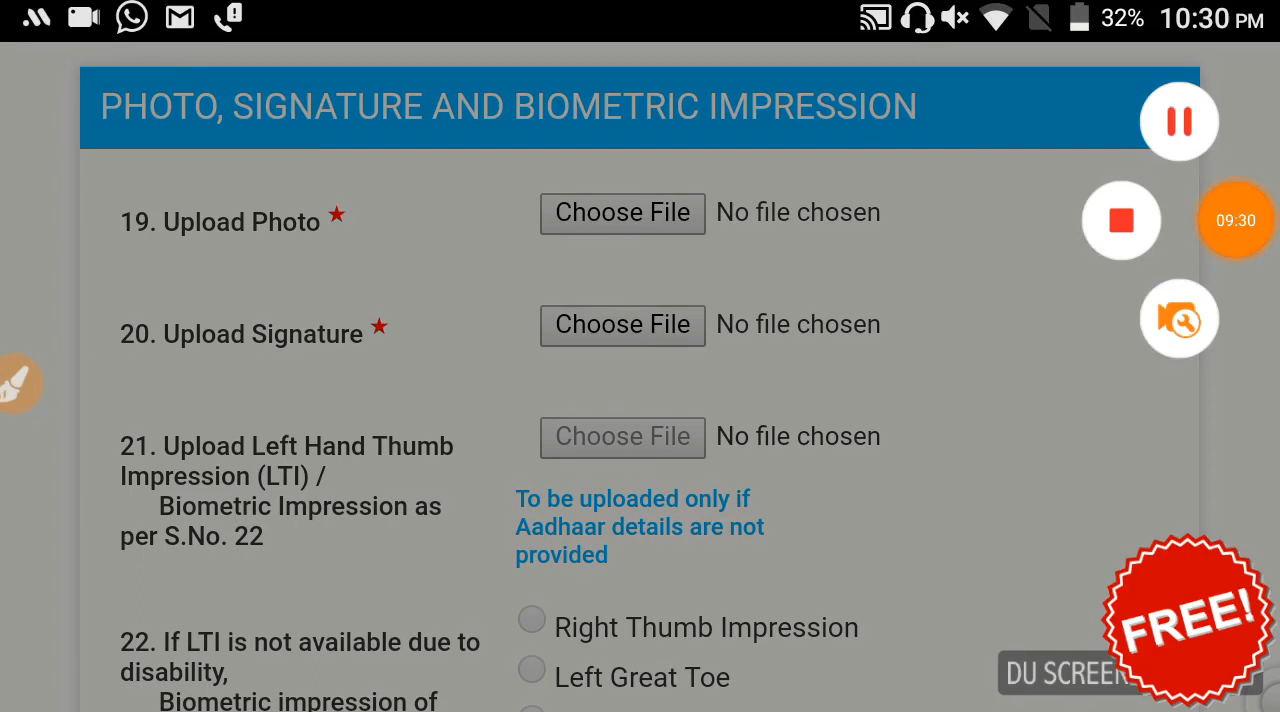 32% 10:30 PM
PHOTO, SIGNATURE AND BIOMETRIC IMPRESSION
19. Upload Photo ★ Choose File No file chosen
09:30
20. Upload Signature ★ Choose File No file chosen
21. Upload Left Hand Thumb
Impression (LTI) /
Biometric Impression as
per S.No. 22
Choose File No file chosen
To be uploaded only if
Aadhaar details are not
provided
22. If LTI is not available due to
disability,
Biometric impression of
Right Thumb Impression
Left Great Toe
FREE!
DU